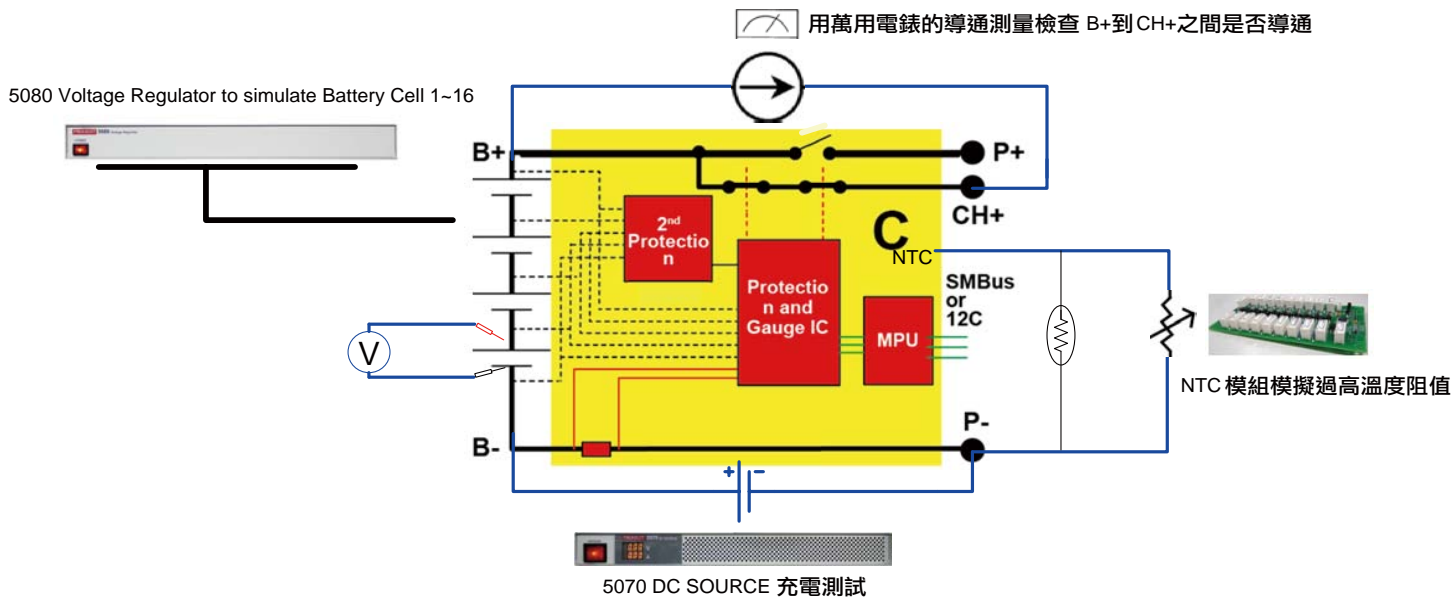 用萬用電錶的導通測量檢查 B+到CH+之間是否導通
5080 Voltage Regulator to simulate Battery Cell 1~16
B+
P+
CH+
2nd
Protectio
n
C
NTC
Protectio
n and
Gauge IC
SMBus
or
12C
MPU
V
NTC模組模擬過高溫度阻值
P-
B-
+
-
5070 DC SOURCE 充電測試